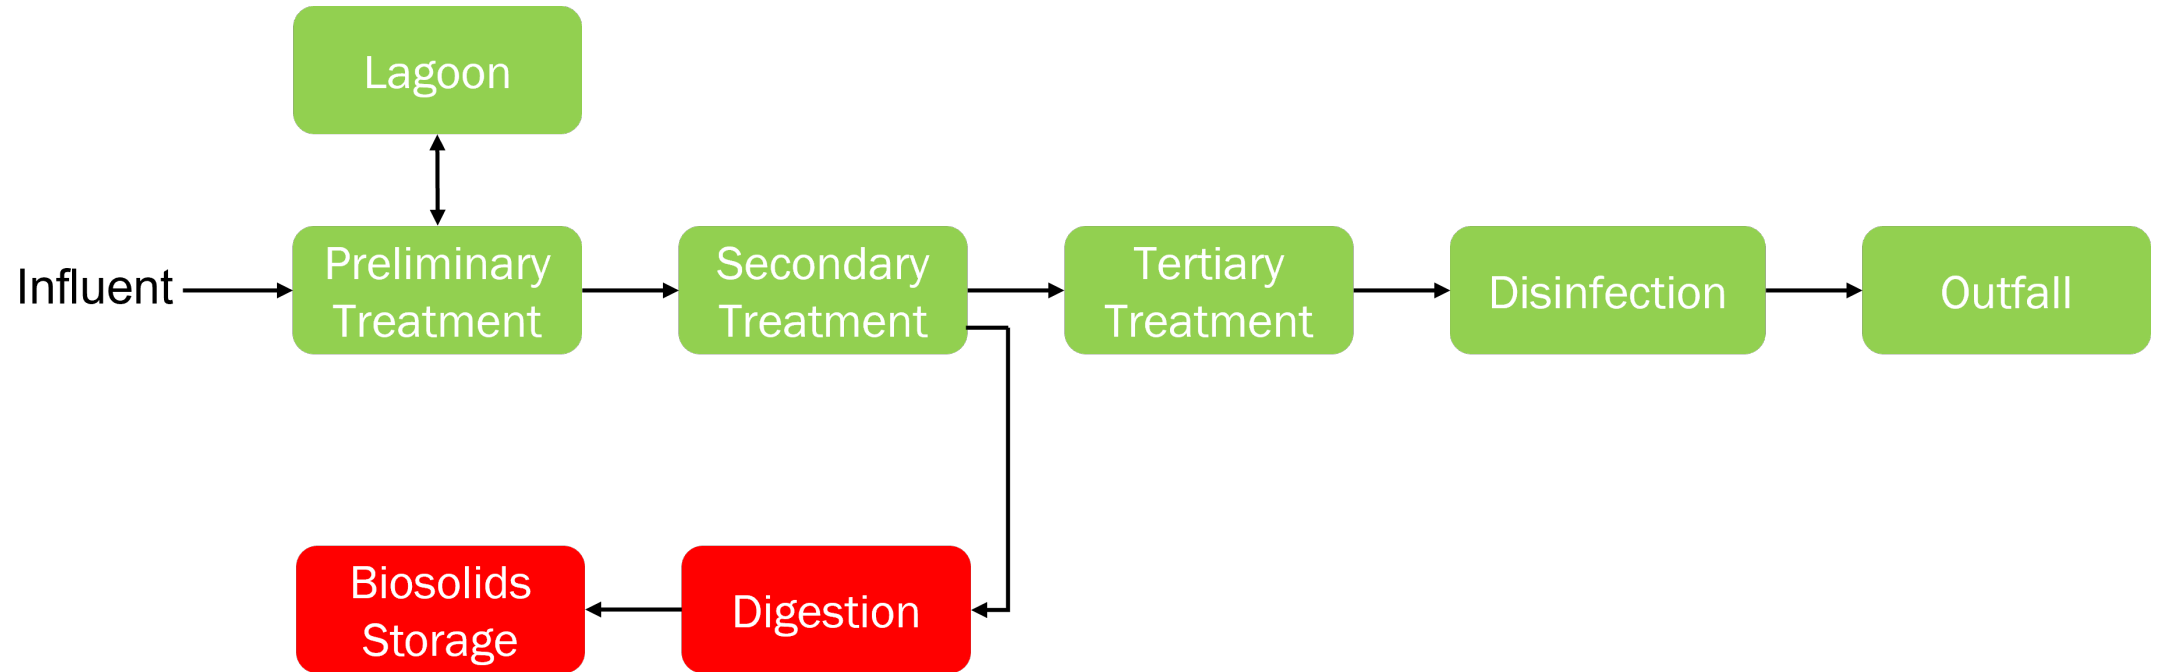 Lagoon
Influent
Preliminary
Treatment
Secondary
Treatment
Tertiary
Treatment
Disinfection
Outfall
Biosolids
Storage
Digestion